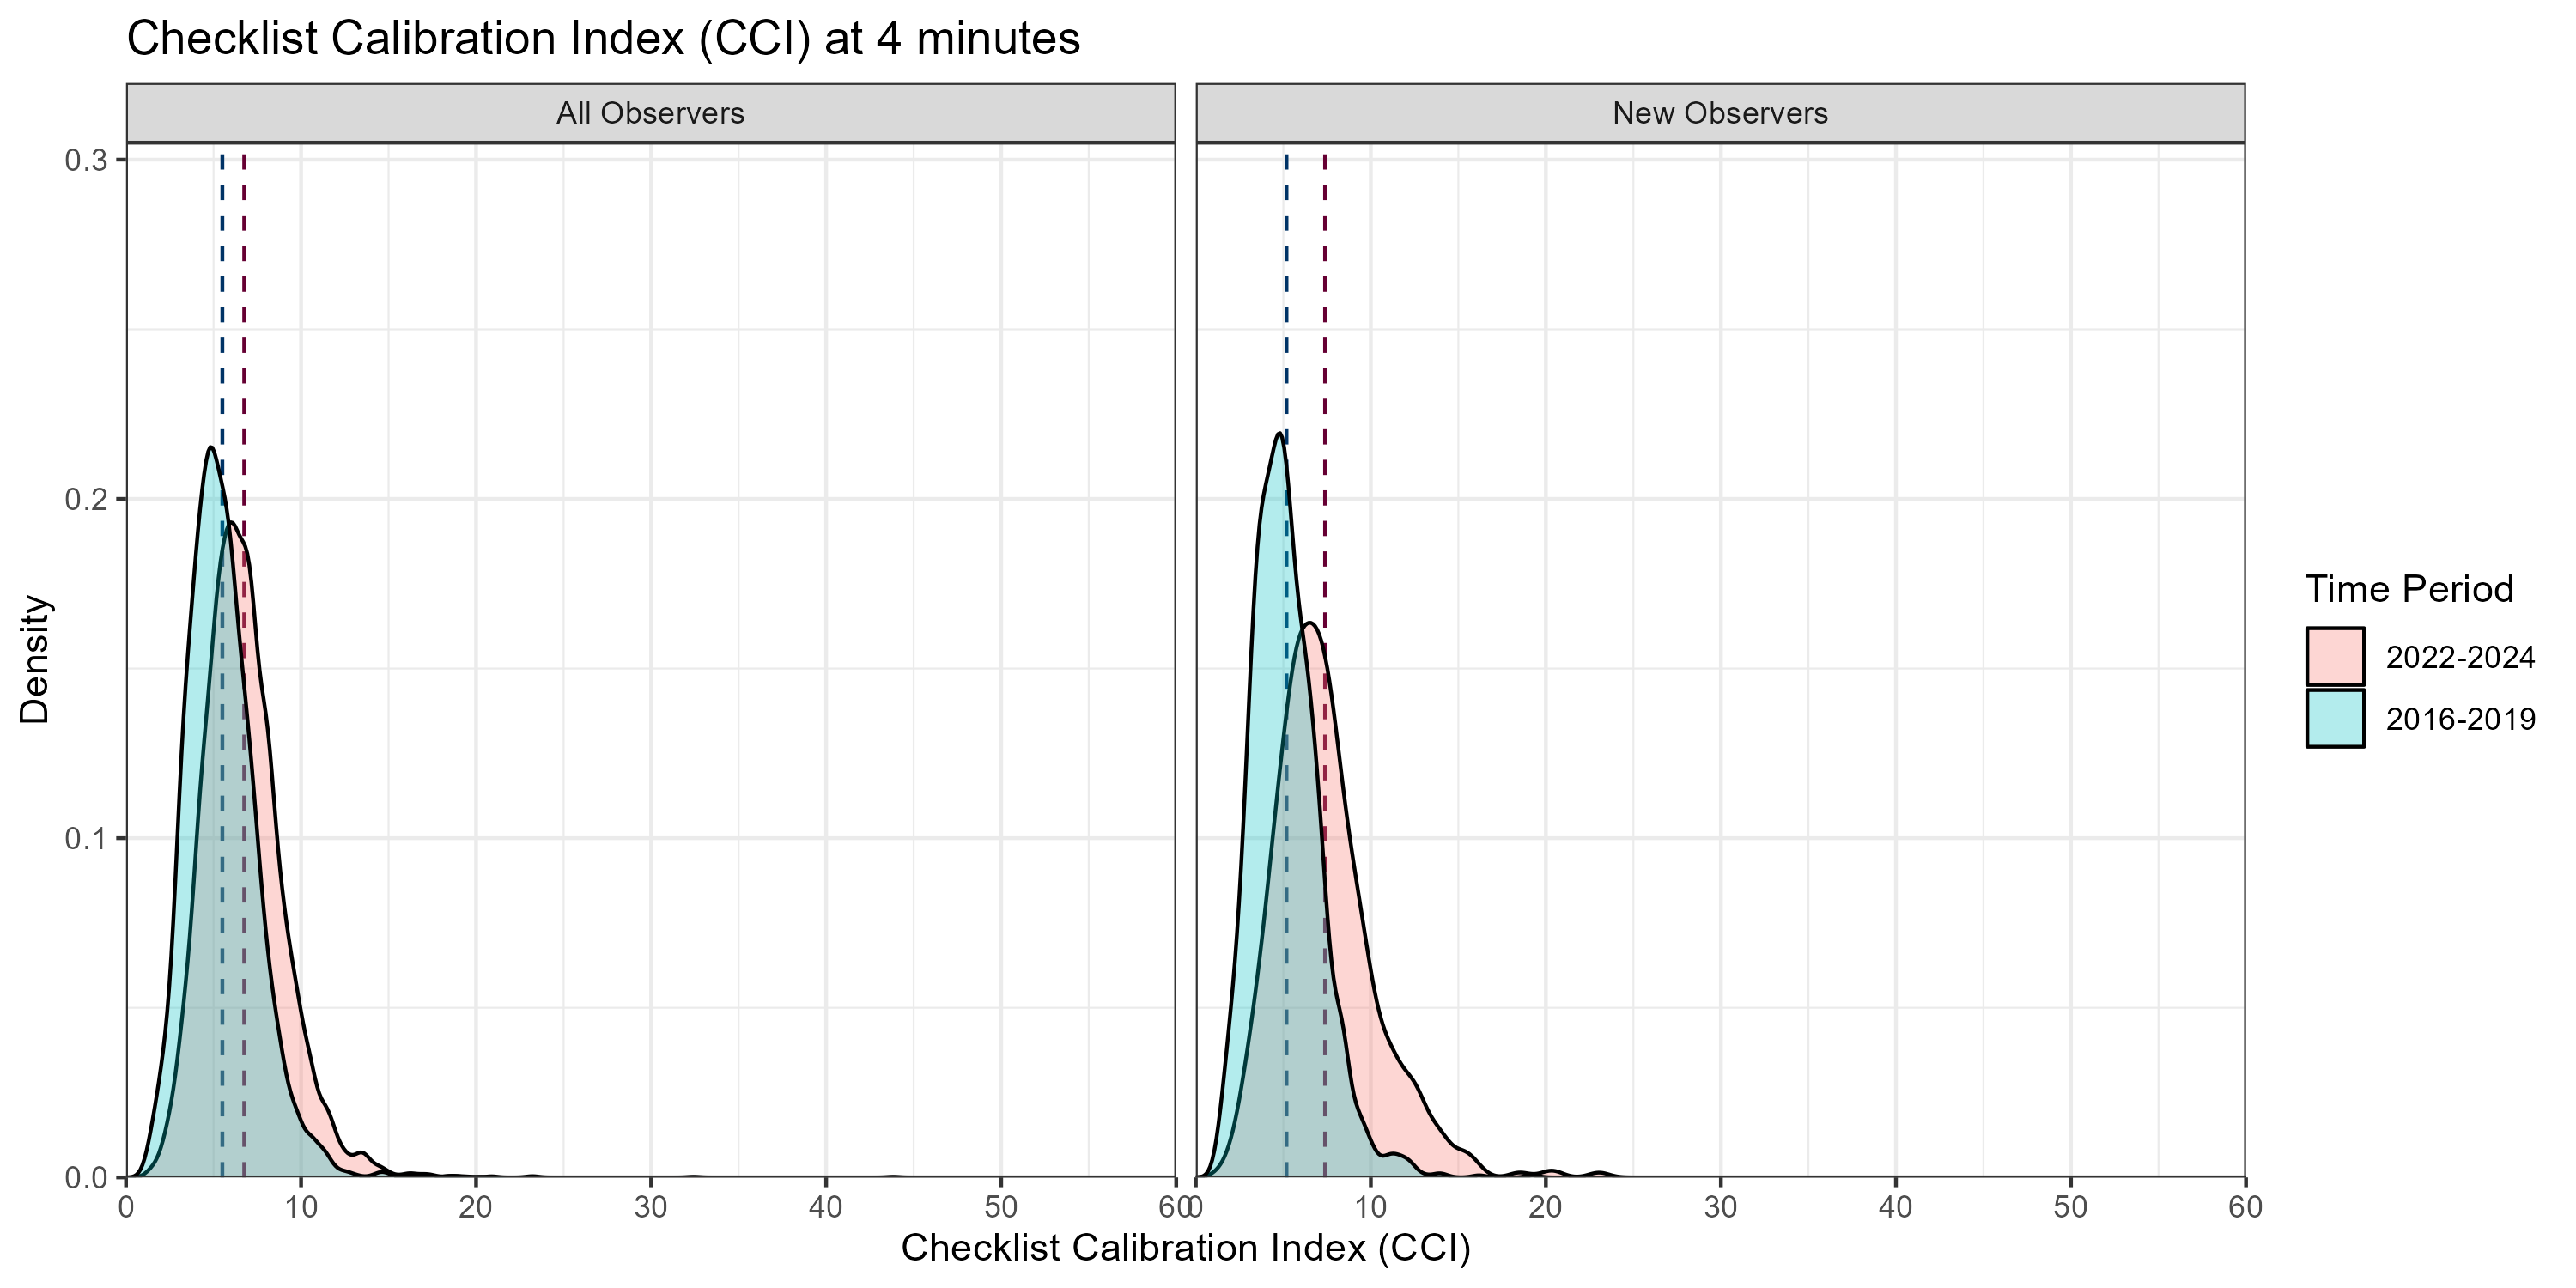 Checklist Calibration Index (CCI) at 4 minutes
All Observers
New Observers
0.3
0.2
0.1
0.0
Density
0 10 20 30 40 50 60
0 10 20 30 40 50 60
Checklist Calibration Index (CCI)
Time Period
2022-2024
2016-2019